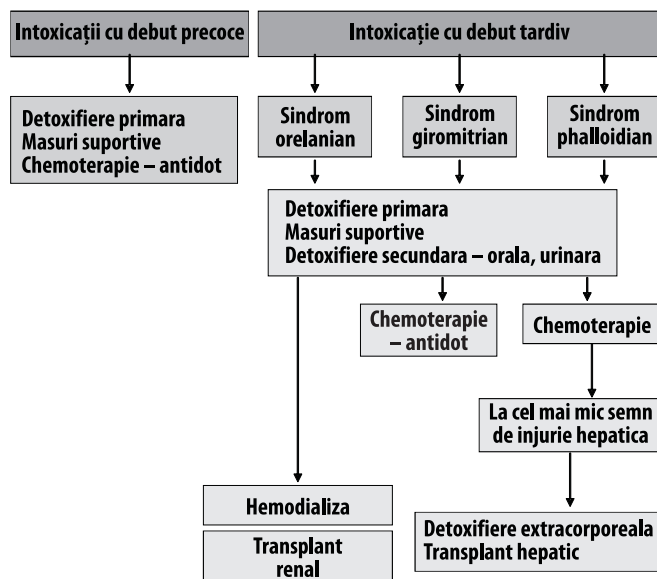 Intoxicații cu debut precoce
Intoxicație cu debut tardiv
Detoxifiere primara
Masuri suportive
Chemoterapie – antidot
Sindrom
orelanian
Sindrom
giromitrian
Sindrom
phalloidian
Detoxifiere primara
Masuri suportive
Detoxifiere secundara – orala, urinara
Chemoterapie
– antidot
Chemoterapie
La cel mai mic semn
de injurie hepatica
Hemodializa
Transplant
renal
Detoxifiere extracorporeala
Transplant hepatic